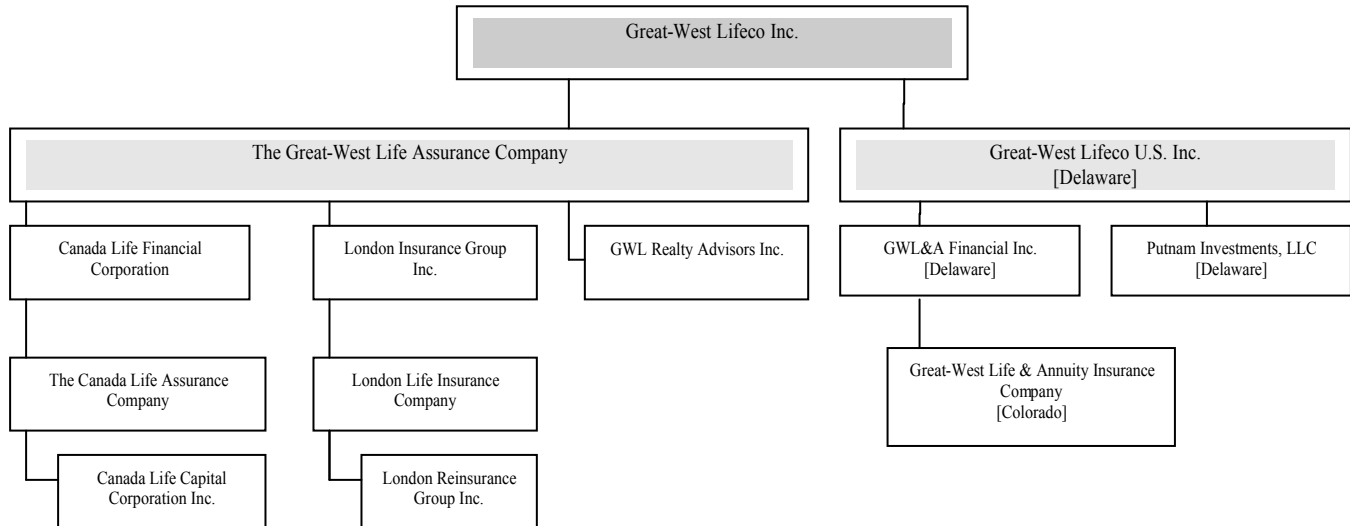 Great-West Lifeco Inc.
The Great-West Life Assurance Company
Great-West Lifeco U.S. Inc.
[Delaware]
Canada Life Financial
Corporation
London Insurance Group
Inc.
GWL Realty Advisors Inc.
GWL&A Financial Inc.
[Delaware]
Putnam Investments, LLC
[Delaware]
The Canada Life Assurance
Company
London Life Insurance
Company
Great-West Life & Annuity Insurance
Company
[Colorado]
Canada Life Capital
Corporation Inc.
London Reinsurance
Group Inc.